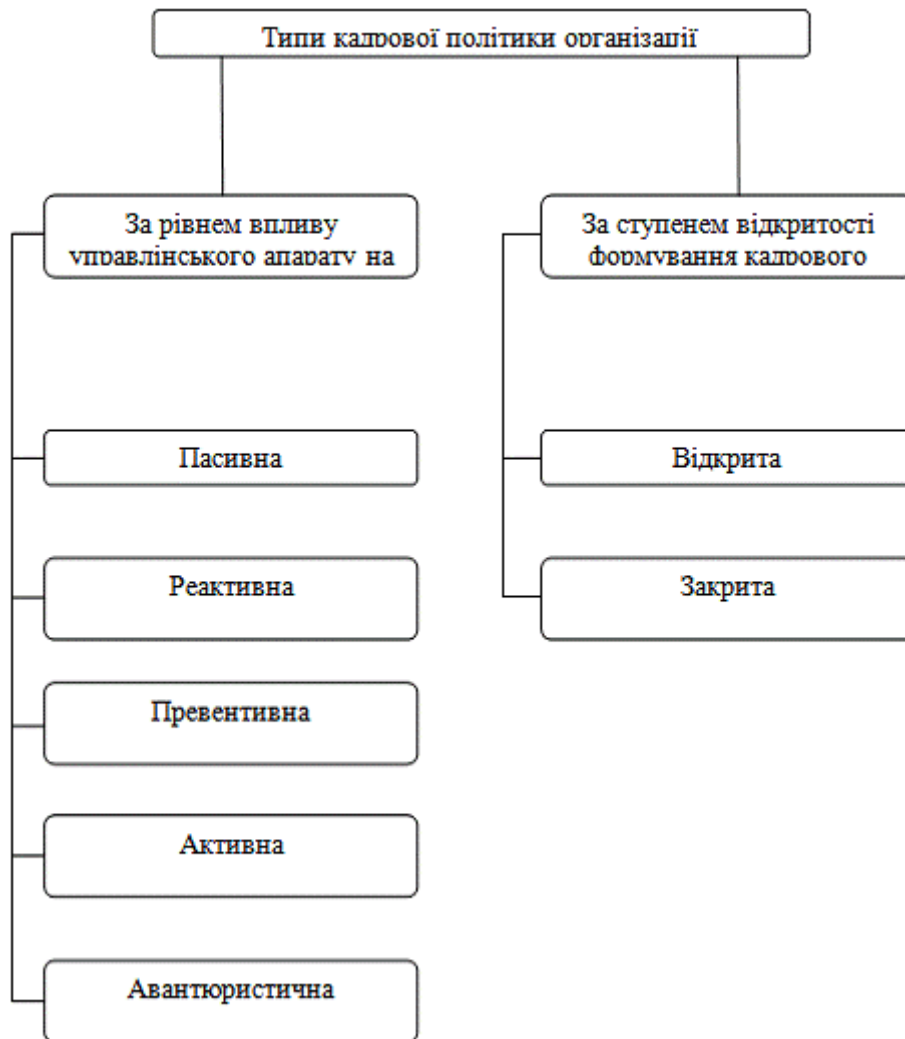 Типи кадрової політики організації
За рівнем впливу
управлінського апарату на
За ступенем відкритості
формування кадрового
Пасивна
Відкрита
Реактивна
Закрита
Превентивна
Активна
Авантюристична